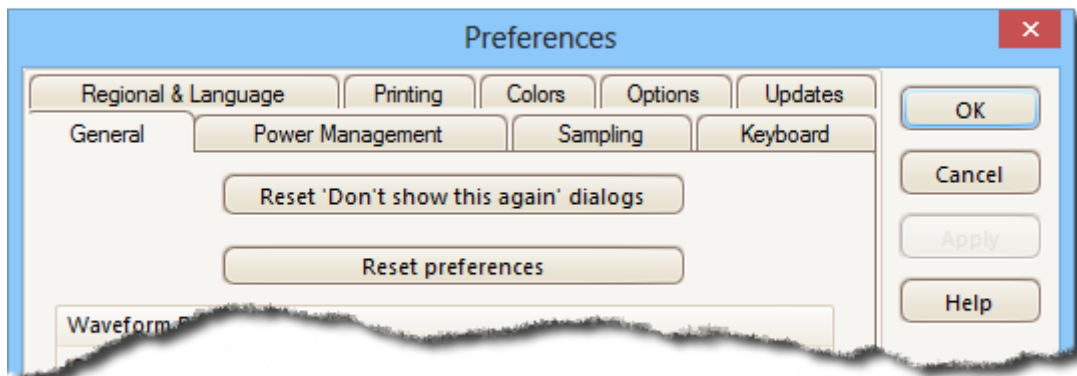 Preferences
Regional & Language Printing Colors Options Updates
General Power Management Sampling Keyboard
Reset 'Don't show this again' dialogs
Reset preferences
Waveform
OK
Cancel
Apply
Help